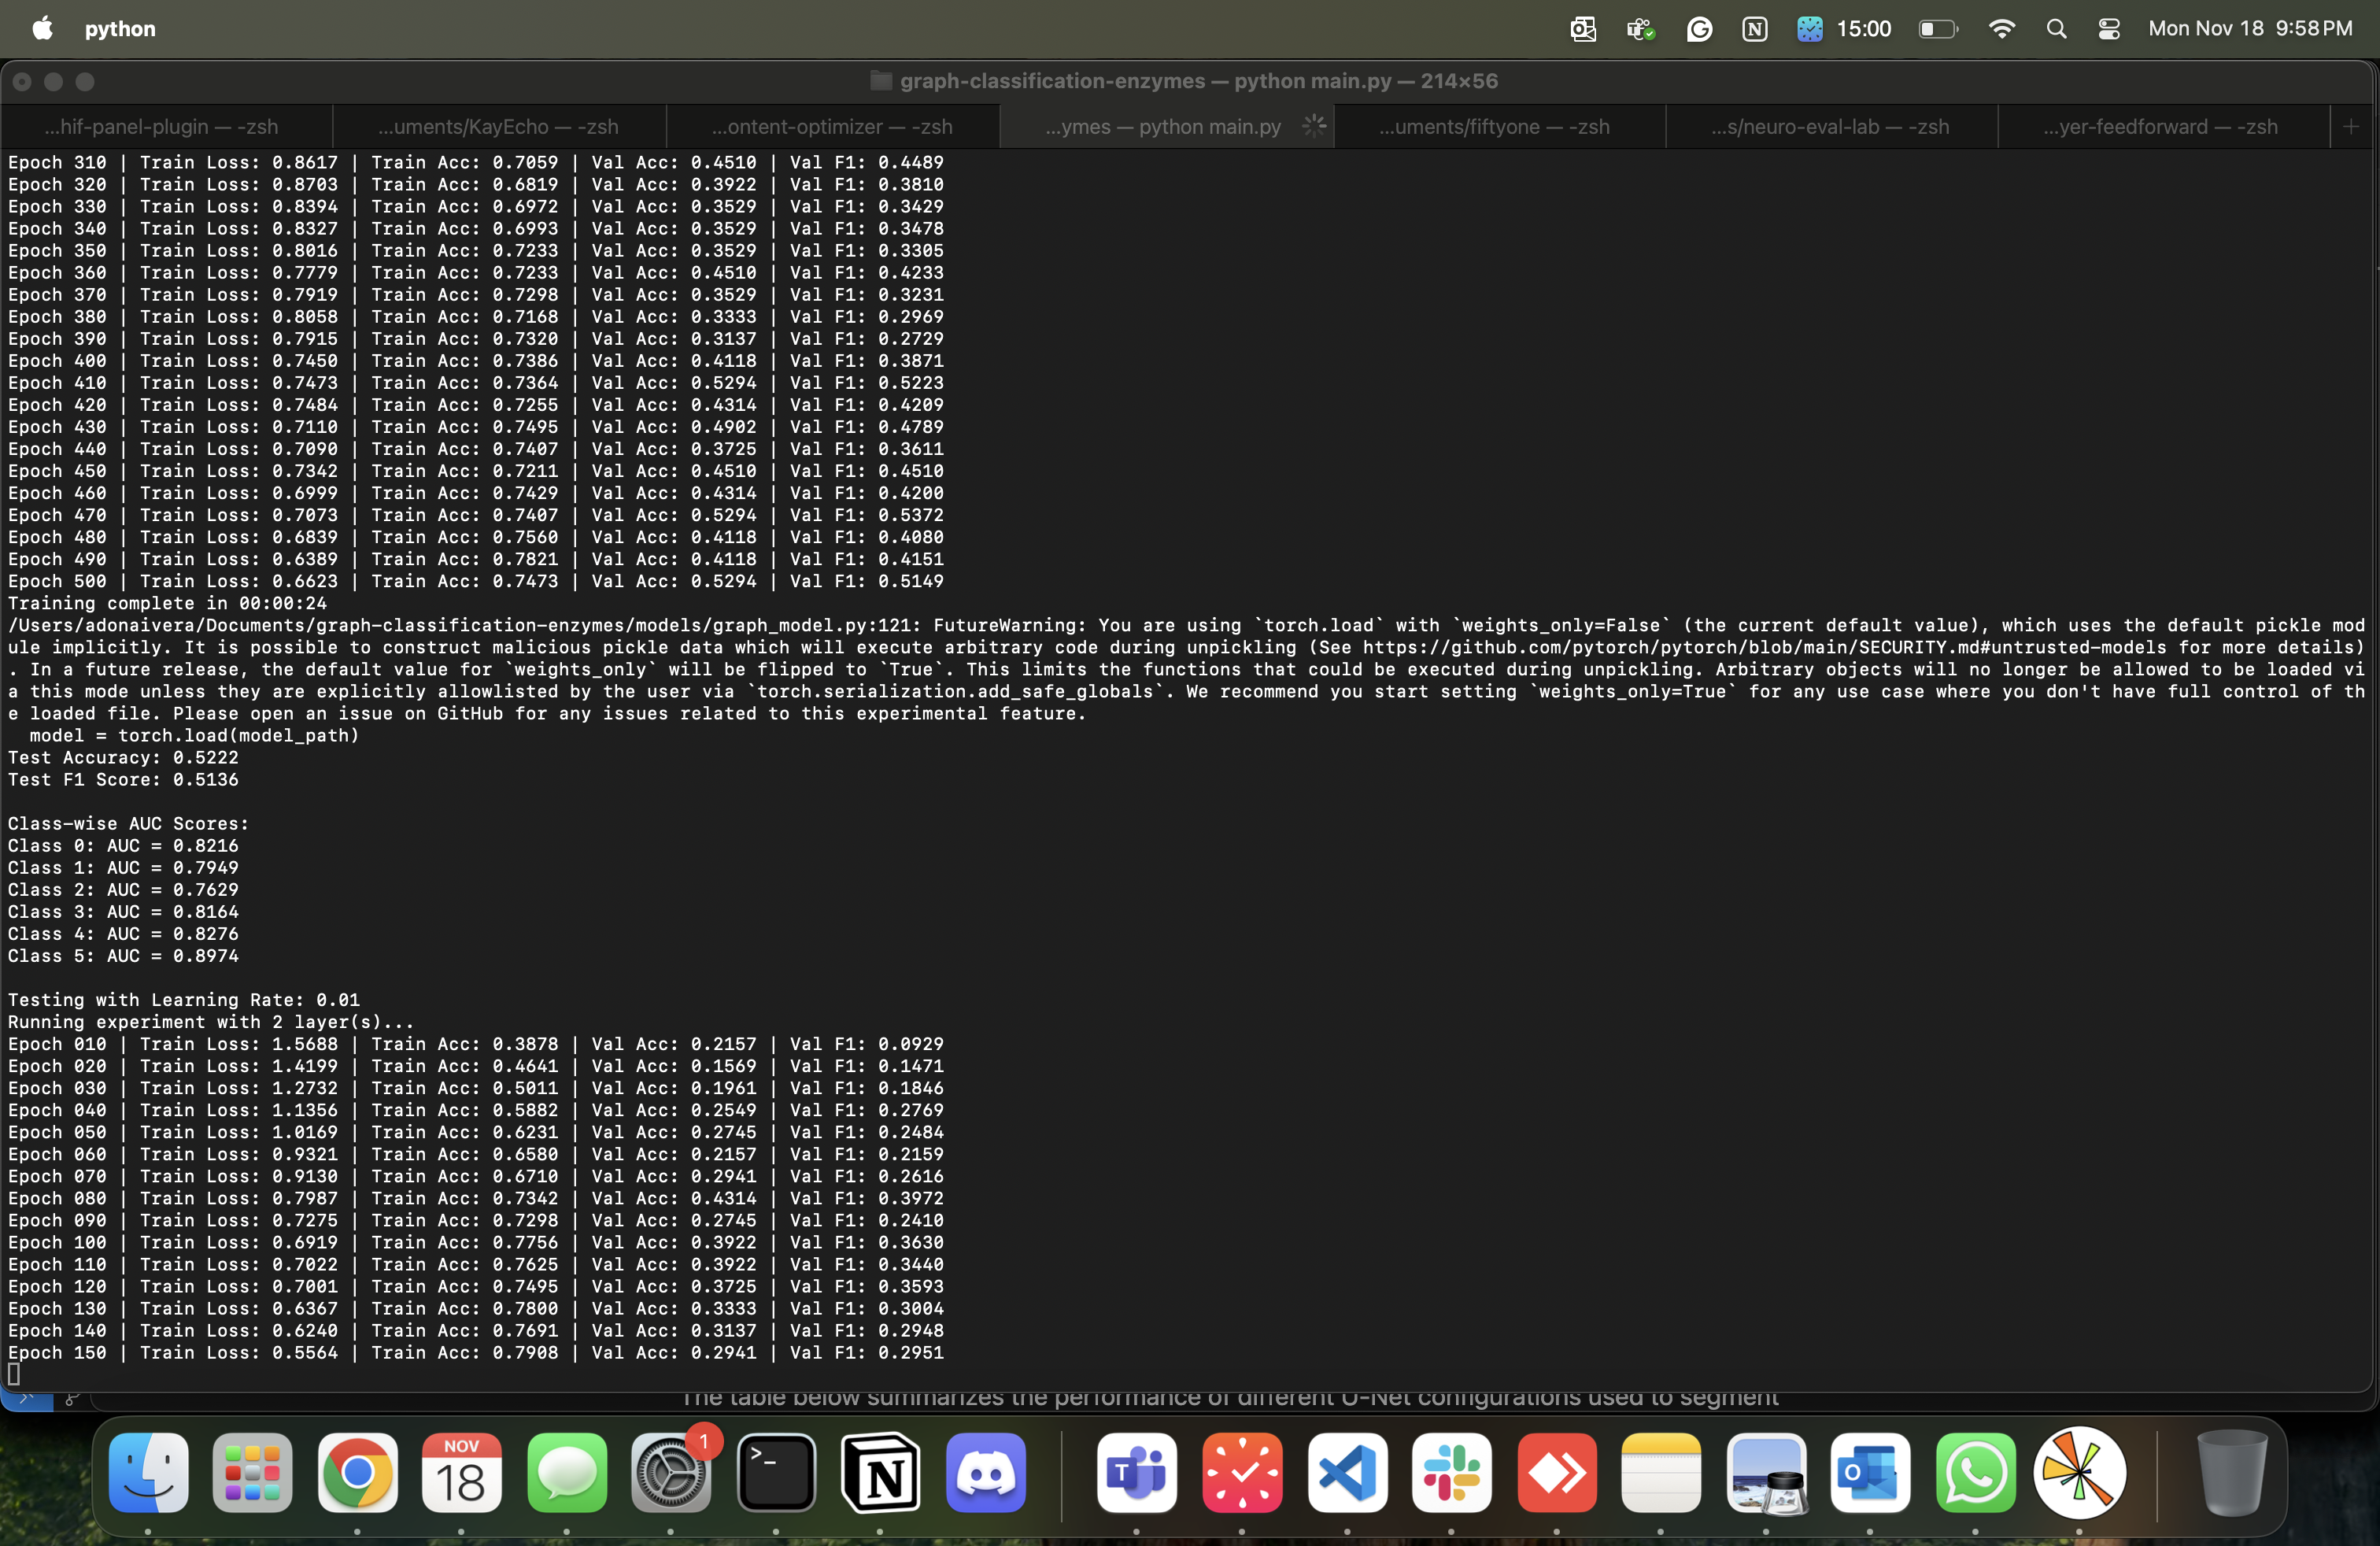 python
15:00
Mon Nov 18 9:58 PM
graph-classification-enzymes — python main.py — 214×56
...hif-panel-plugin — -zsh
...uments/KayEcho — -zsh
...ontent-optimizer — -zsh
...ymes — python main.py
...uments/fiftyone — -zsh
...s/neuro-eval-lab — -zsh
...yer-feedforward — -zsh
Epoch 310 | Train Loss: 0.8617 | Train Acc: 0.7059 | Val Acc: 0.4510 | Val F1: 0.4489
Epoch 320 | Train Loss: 0.8703 | Train Acc: 0.6819 | Val Acc: 0.3922 | Val F1: 0.3810
Epoch 330 | Train Loss: 0.8394 | Train Acc: 0.6972 | Val Acc: 0.3529 | Val F1: 0.3429
Epoch 340 | Train Loss: 0.8327 | Train Acc: 0.6993 | Val Acc: 0.3529 | Val F1: 0.3478
Epoch 350 | Train Loss: 0.8016 | Train Acc: 0.7233 | Val Acc: 0.3529 | Val F1: 0.3305
Epoch 360 | Train Loss: 0.7779 | Train Acc: 0.7233 | Val Acc: 0.4510 | Val F1: 0.4233
Epoch 370 | Train Loss: 0.7919 | Train Acc: 0.7298 | Val Acc: 0.3529 | Val F1: 0.3231
Epoch 380 | Train Loss: 0.8058 | Train Acc: 0.7168 | Val Acc: 0.3333 | Val F1: 0.2969
Epoch 390 | Train Loss: 0.7915 | Train Acc: 0.7320 | Val Acc: 0.3137 | Val F1: 0.2729
Epoch 400 | Train Loss: 0.7450 | Train Acc: 0.7386 | Val Acc: 0.4118 | Val F1: 0.3871
Epoch 410 | Train Loss: 0.7473 | Train Acc: 0.7364 | Val Acc: 0.5294 | Val F1: 0.5223
Epoch 420 | Train Loss: 0.7484 | Train Acc: 0.7255 | Val Acc: 0.4314 | Val F1: 0.4209
Epoch 430 | Train Loss: 0.7110 | Train Acc: 0.7495 | Val Acc: 0.4902 | Val F1: 0.4789
Epoch 440 | Train Loss: 0.7090 | Train Acc: 0.7407 | Val Acc: 0.3725 | Val F1: 0.3611
Epoch 450 | Train Loss: 0.7342 | Train Acc: 0.7211 | Val Acc: 0.4510 | Val F1: 0.4510
Epoch 460 | Train Loss: 0.6999 | Train Acc: 0.7429 | Val Acc: 0.4314 | Val F1: 0.4200
Epoch 470 | Train Loss: 0.7073 | Train Acc: 0.7407 | Val Acc: 0.5294 | Val F1: 0.5372
Epoch 480 | Train Loss: 0.6839 | Train Acc: 0.7560 | Val Acc: 0.4118 | Val F1: 0.4080
Epoch 490 | Train Loss: 0.6389 | Train Acc: 0.7821 | Val Acc: 0.4118 | Val F1: 0.4151
Epoch 500 | Train Loss: 0.6623 | Train Acc: 0.7473 | Val Acc: 0.5294 | Val F1: 0.5149
Training complete in 00:00:24
/Users/adonaivera/Documents/graph-classification-enzymes/models/graph_model.py:121: FutureWarning: You are using `torch.load` with `weights_only=False` (the current default value), which uses the default pickle mod
ule implicitly. It is possible to construct malicious pickle data which will execute arbitrary code during unpickling (See https://github.com/pytorch/pytorch/blob/main/SECURITY.md#untrusted-models for more details)
. In a future release, the default value for `weights_only` will be flipped to `True`. This limits the functions that could be executed during unpickling. Arbitrary objects will no longer be allowed to be loaded vi
a this mode unless they are explicitly allowlisted by the user via `torch.serialization.add_safe_globals`. We recommend you start setting `weights_only=True` for any use case where you don't have full control of th
e loaded file. Please open an issue on GitHub for any issues related to this experimental feature.
model = torch.load(model_path)
Test Accuracy: 0.5222
Test F1 Score: 0.5136
Class-wise AUC Scores:
Class 0: AUC = 0.8216
Class 1: AUC = 0.7949
Class 2: AUC = 0.7629
Class 3: AUC = 0.8164
Class 4: AUC = 0.8276
Class 5: AUC = 0.8974
Testing with Learning Rate: 0.01
Running experiment with 2 layer(s)...
Epoch 010 | Train Loss: 1.5688 | Train Acc: 0.3878 | Val Acc: 0.2157 | Val F1: 0.0929
Epoch 020 | Train Loss: 1.4199 | Train Acc: 0.4641 | Val Acc: 0.1569 | Val F1: 0.1471
Epoch 030 | Train Loss: 1.2732 | Train Acc: 0.5011 | Val Acc: 0.1961 | Val F1: 0.1846
Epoch 040 | Train Loss: 1.1356 | Train Acc: 0.5882 | Val Acc: 0.2549 | Val F1: 0.2769
Epoch 050 | Train Loss: 1.0169 | Train Acc: 0.6231 | Val Acc: 0.2745 | Val F1: 0.2484
Epoch 060 | Train Loss: 0.9321 | Train Acc: 0.6580 | Val Acc: 0.2157 | Val F1: 0.2159
Epoch 070 | Train Loss: 0.9130 | Train Acc: 0.6710 | Val Acc: 0.2941 | Val F1: 0.2616
Epoch 080 | Train Loss: 0.7987 | Train Acc: 0.7342 | Val Acc: 0.4314 | Val F1: 0.3972
Epoch 090 | Train Loss: 0.7275 | Train Acc: 0.7298 | Val Acc: 0.2745 | Val F1: 0.2410
Epoch 100 | Train Loss: 0.6919 | Train Acc: 0.7756 | Val Acc: 0.3922 | Val F1: 0.3630
Epoch 110 | Train Loss: 0.7022 | Train Acc: 0.7625 | Val Acc: 0.3922 | Val F1: 0.3440
Epoch 120 | Train Loss: 0.7001 | Train Acc: 0.7495 | Val Acc: 0.3725 | Val F1: 0.3593
Epoch 130 | Train Loss: 0.6367 | Train Acc: 0.7800 | Val Acc: 0.3333 | Val F1: 0.3004
Epoch 140 | Train Loss: 0.6240 | Train Acc: 0.7691 | Val Acc: 0.3137 | Val F1: 0.2948
Epoch 150 | Train Loss: 0.5564 | Train Acc: 0.7908 | Val Acc: 0.2941 | Val F1: 0.2951
The table below summarizes the performance of different U-Net configurations used to segment
NOV
18
1